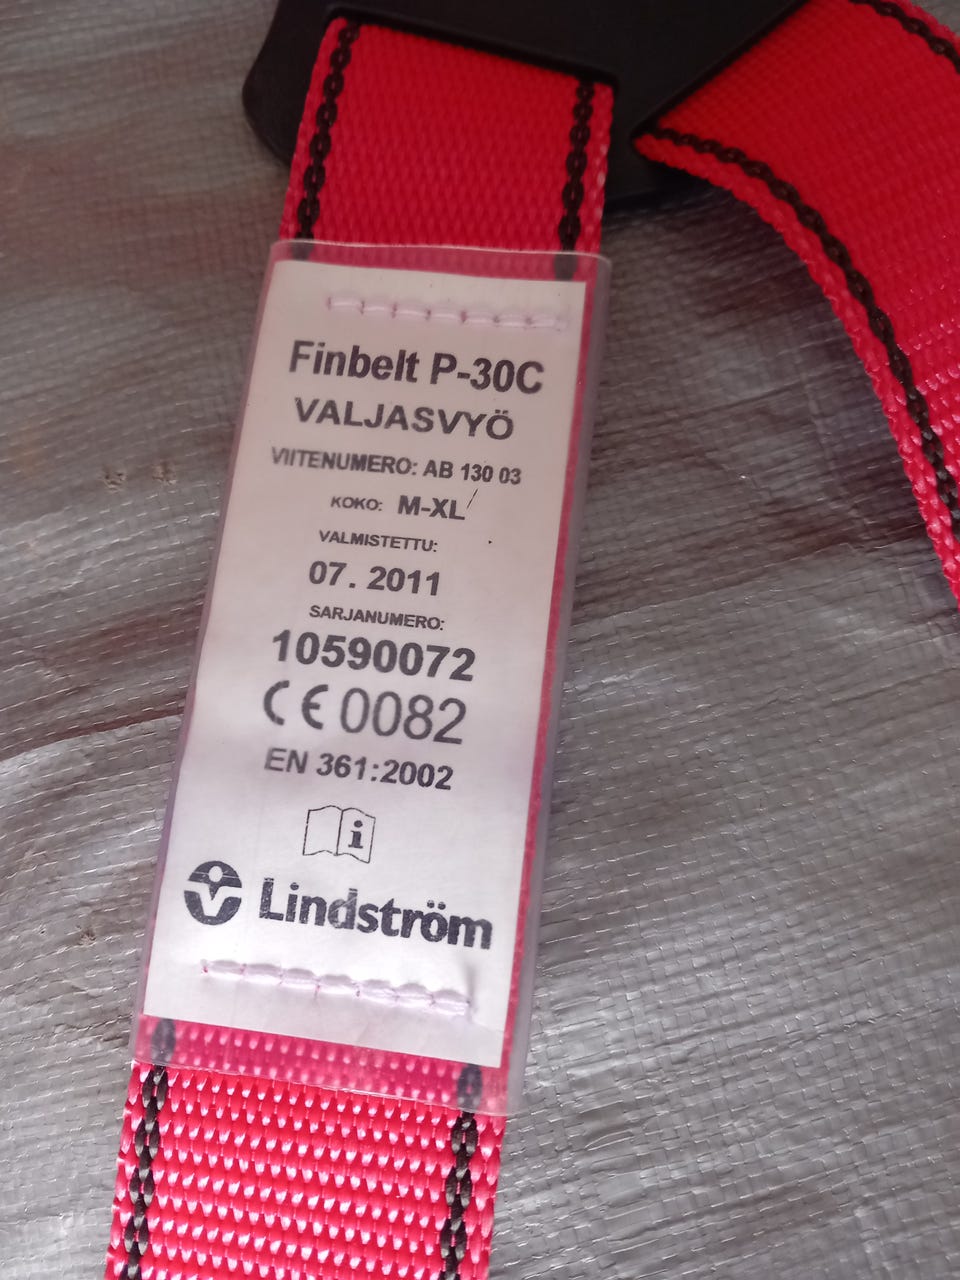 Finbelt P-30C
VALJASVYÖ
VIITENUMERO: AB 130 03
KOKO: M-XL
VALMISTETTU:
07. 2011
SARJANUMERO:
10590072
CE 0082
EN 361:2002
i
Lindström